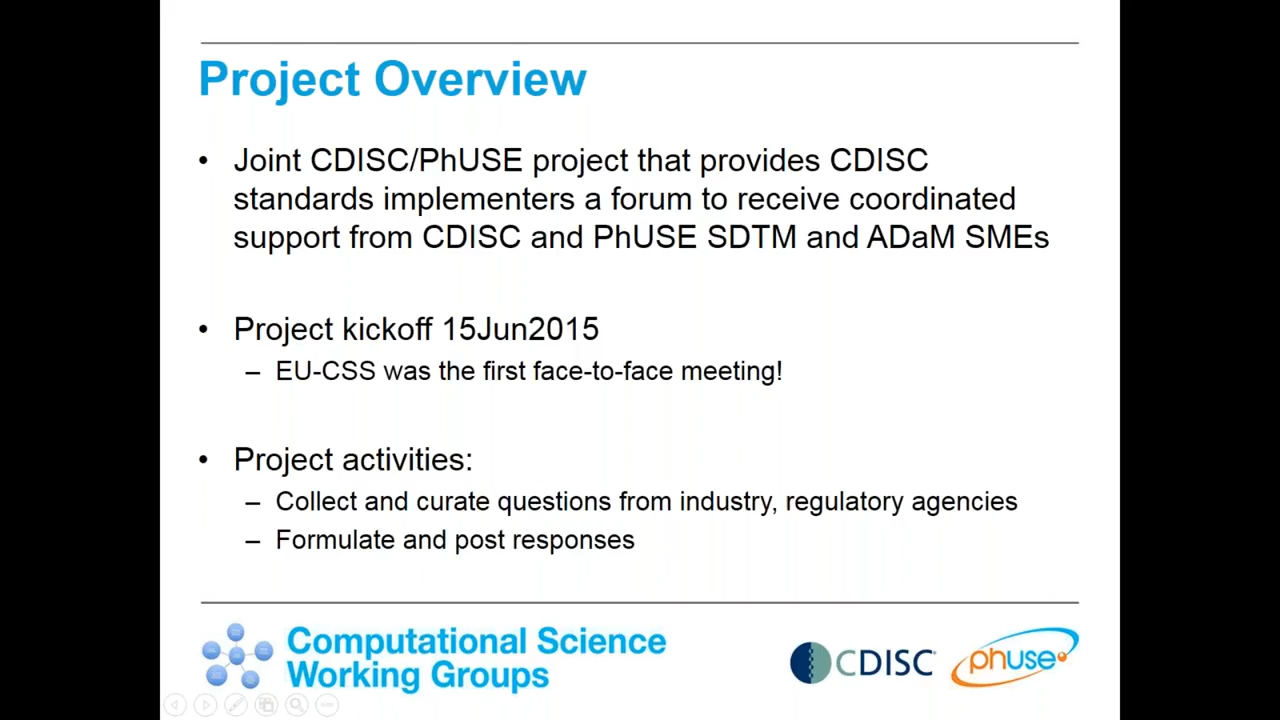 Project Overview
• Joint CDISC/PhUSE project that provides CDISC
standards implementers a forum to receive coordinated
support from CDISC and PhUSE SDTM and ADaM SMEs
• Project kickoff 15Jun2015
– EU-CSS was the first face-to-face meeting!
• Project activities:
– Collect and curate questions from industry, regulatory agencies
– Formulate and post responses
Computational Science
Working Groups
CDISC
phuse